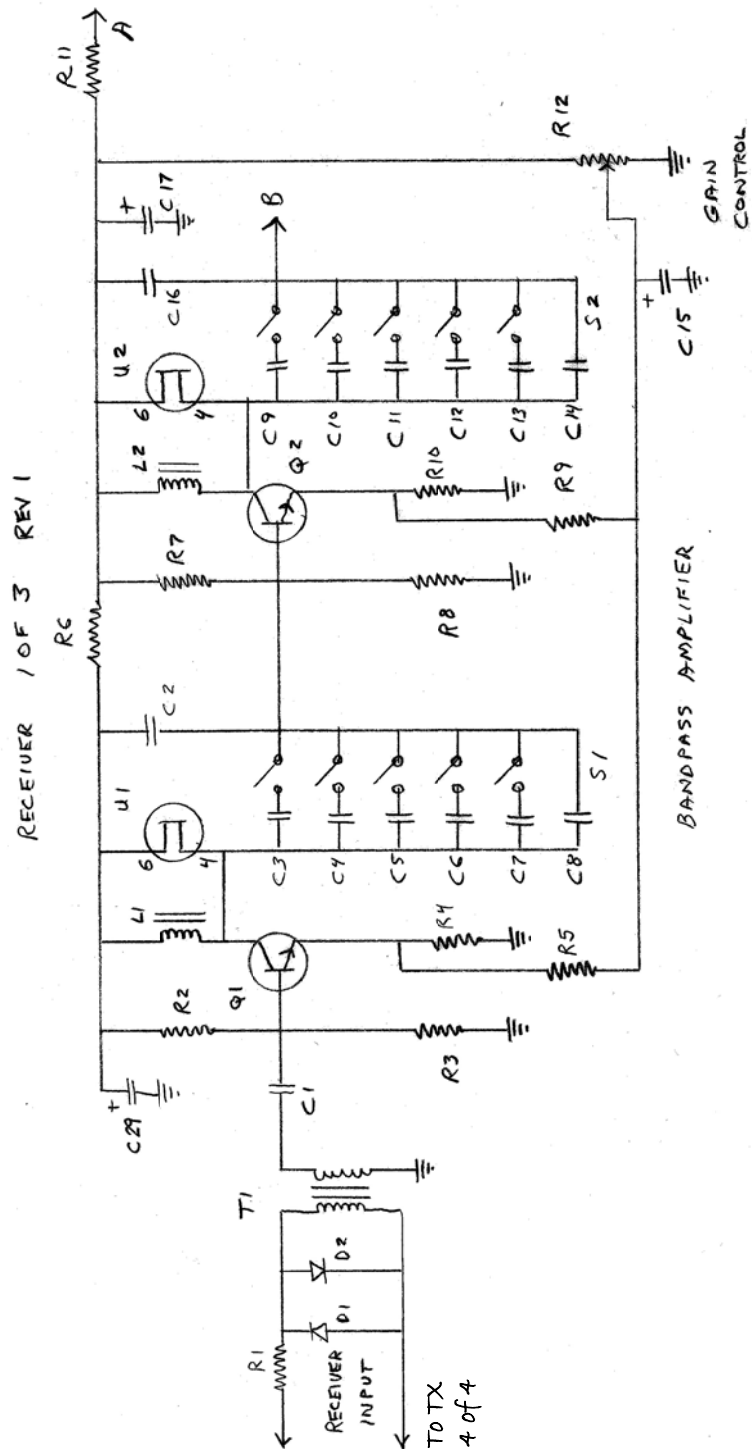 RECEIVER 1 OF 3 REV 1
R11
A
R6
C29
+
R2
L1
6
U1
4
C2
R7
L2
6
U2
4
C16
+
C17
Q1
C3
C4
C5
C6
C7
C8
S1
Q2
C9
C10
C11
C12
C13
C14
S2
B
T1
C1
R1
D1
D2
RECEIVER
INPUT
TO TX
4 of 4
R3
R4
R5
R8
R10
R9
R12
+
C15
GAIN
CONTROL
BANDPASS AMPLIFIER